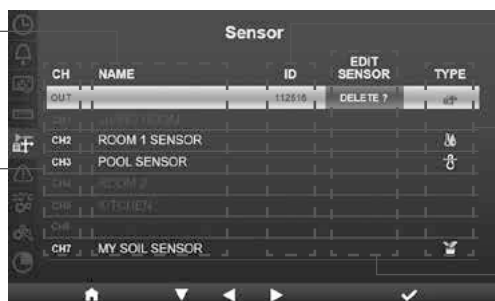 Sensor
CH NAME ID EDIT SENSOR TYPE
OUT 112516 DELETE ?
CH2 ROOM 1 SENSOR
CH3 POOL SENSOR
CH4 ROOM 2
CH5 KITCHEN
CH6
CH7 MY SOIL SENSOR